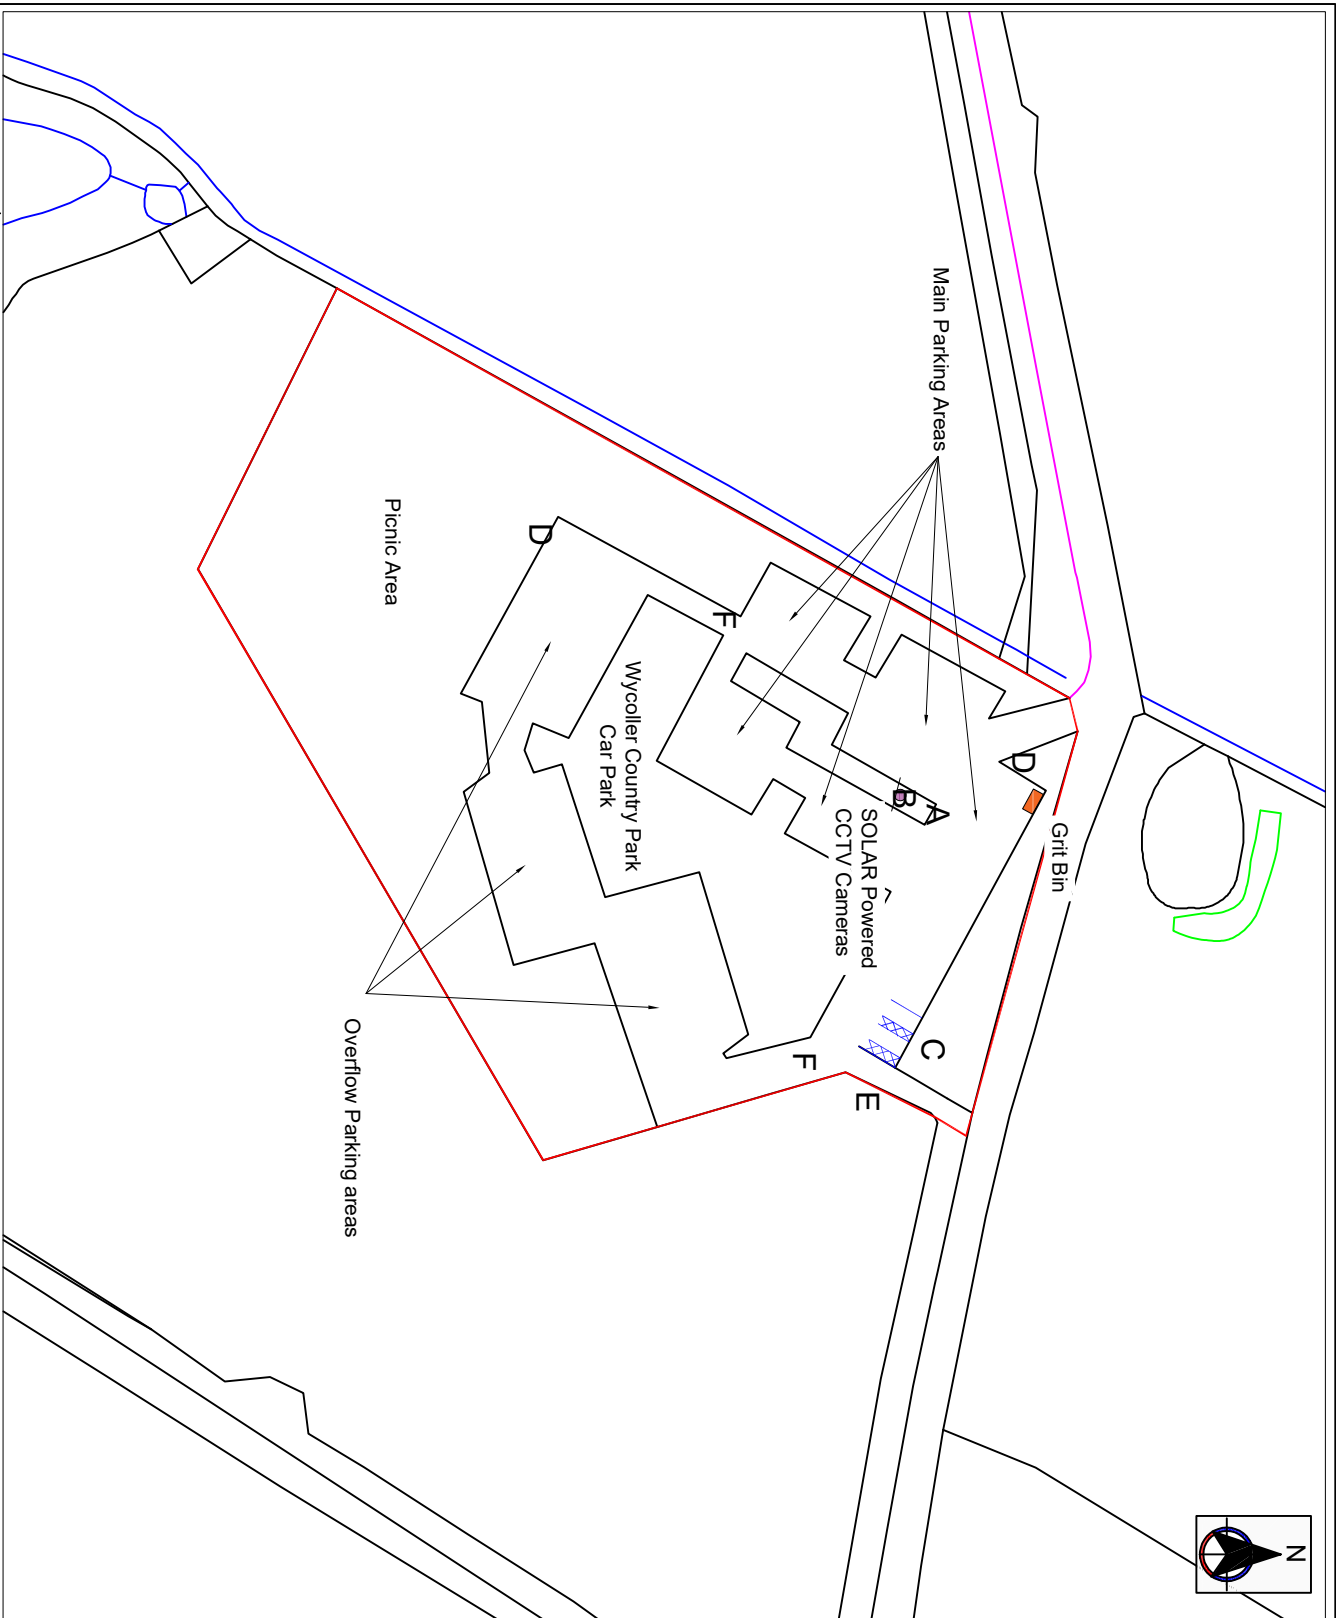 N
Main Parking Areas
Grit Bin
D
A
B
SOLAR Powered
CCTV Cameras
C
F
D
Wycoller Country Park
Car Park
Picnic Area
F
E
Overflow Parking areas